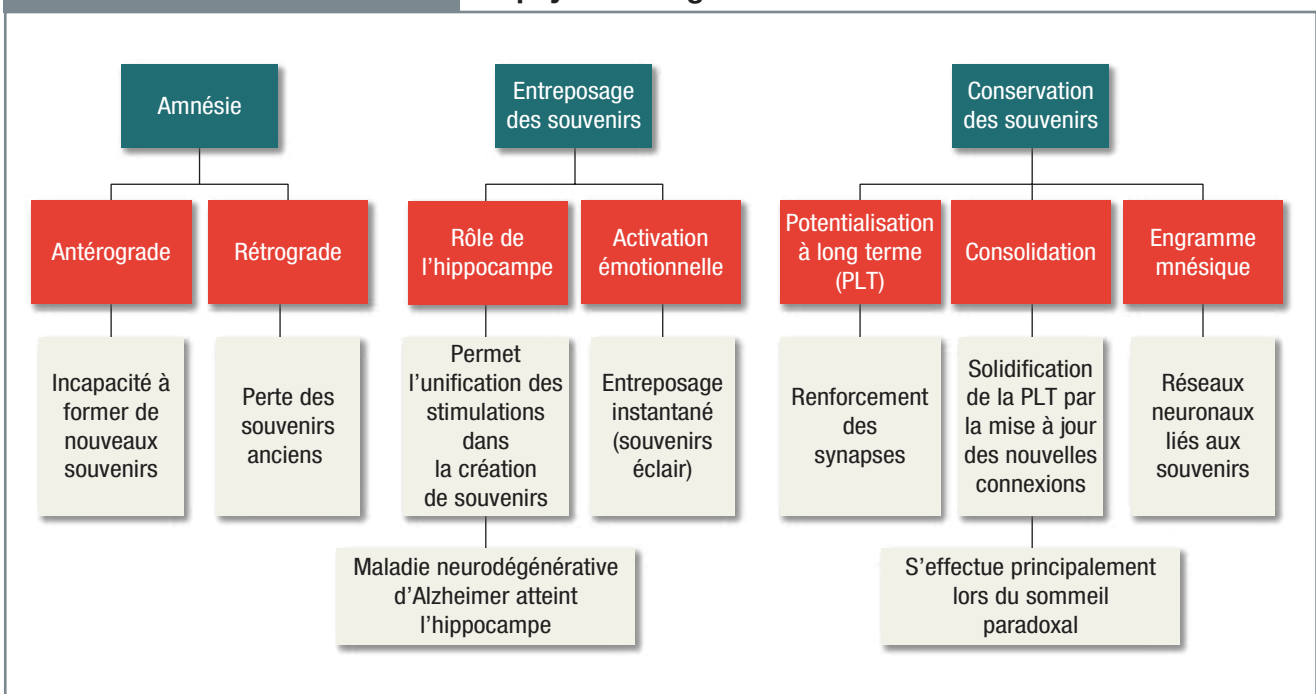 Amnésie
Entreposage
des souvenirs
Conservation
des souvenirs
Antérograde
Rétrograde
Rôle de
l’hippocampe
Activation
émotionnelle
Potentialisation
à long terme
(PLT)
Consolidation
Engramme
mnésique
Incapacité à
former de
nouveaux
souvenirs
Perte des
souvenirs
anciens
Permet
l’unification des
stimulations
dans
la création
de souvenirs
Entreposage
instantané
(souvenirs
éclair)
Renforcement
des
synapses
Solidification
de la PLT par
la mise à jour
des nouvelles
connexions
Réseaux
neuronaux
liés aux
souvenirs
Maladie neurodégénérative
d’Alzheimer atteint
l’hippocampe
S’effectue principalement
lors du sommeil
paradoxal